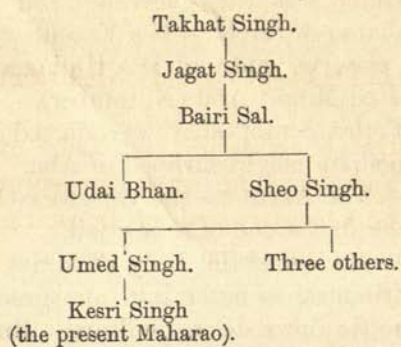 Takhat Singh.
Jagat Singh.
Bairi Sal.
Udai Bhan. Sheo Singh.
Umed Singh. Three others.
Kesri Singh
(the present Maharao).